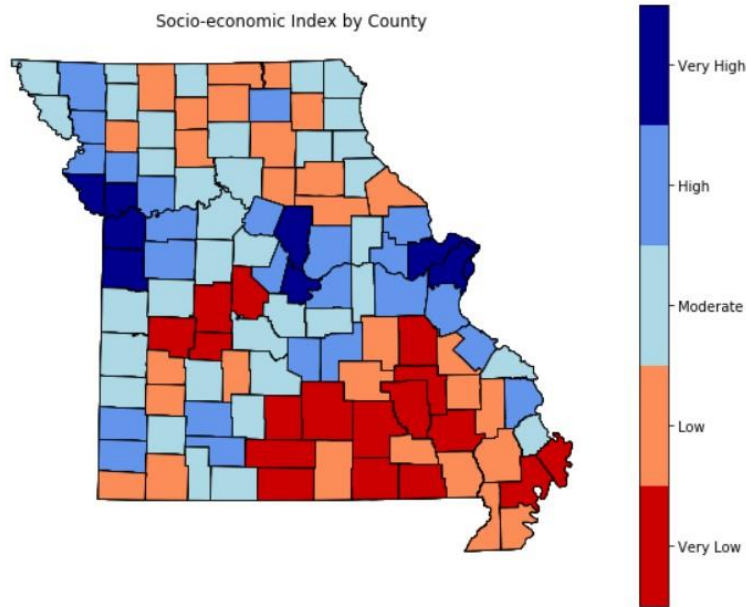 Socio-economic Index by County
Very High
High
Moderate
Low
Very Low